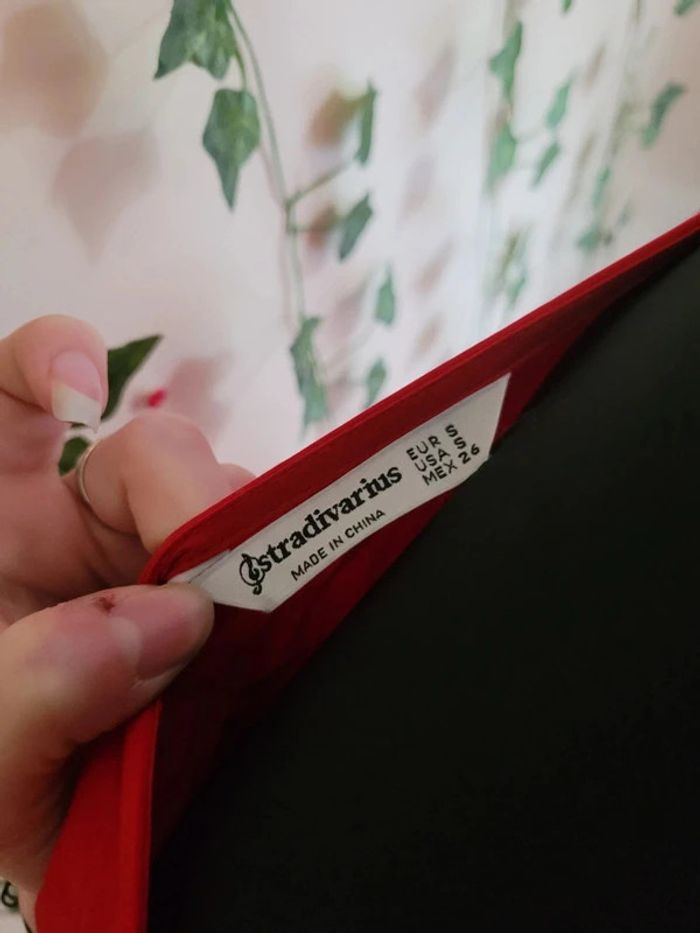 stradivarius
MADE IN CHINA
EUR S
USA S
MEX 26